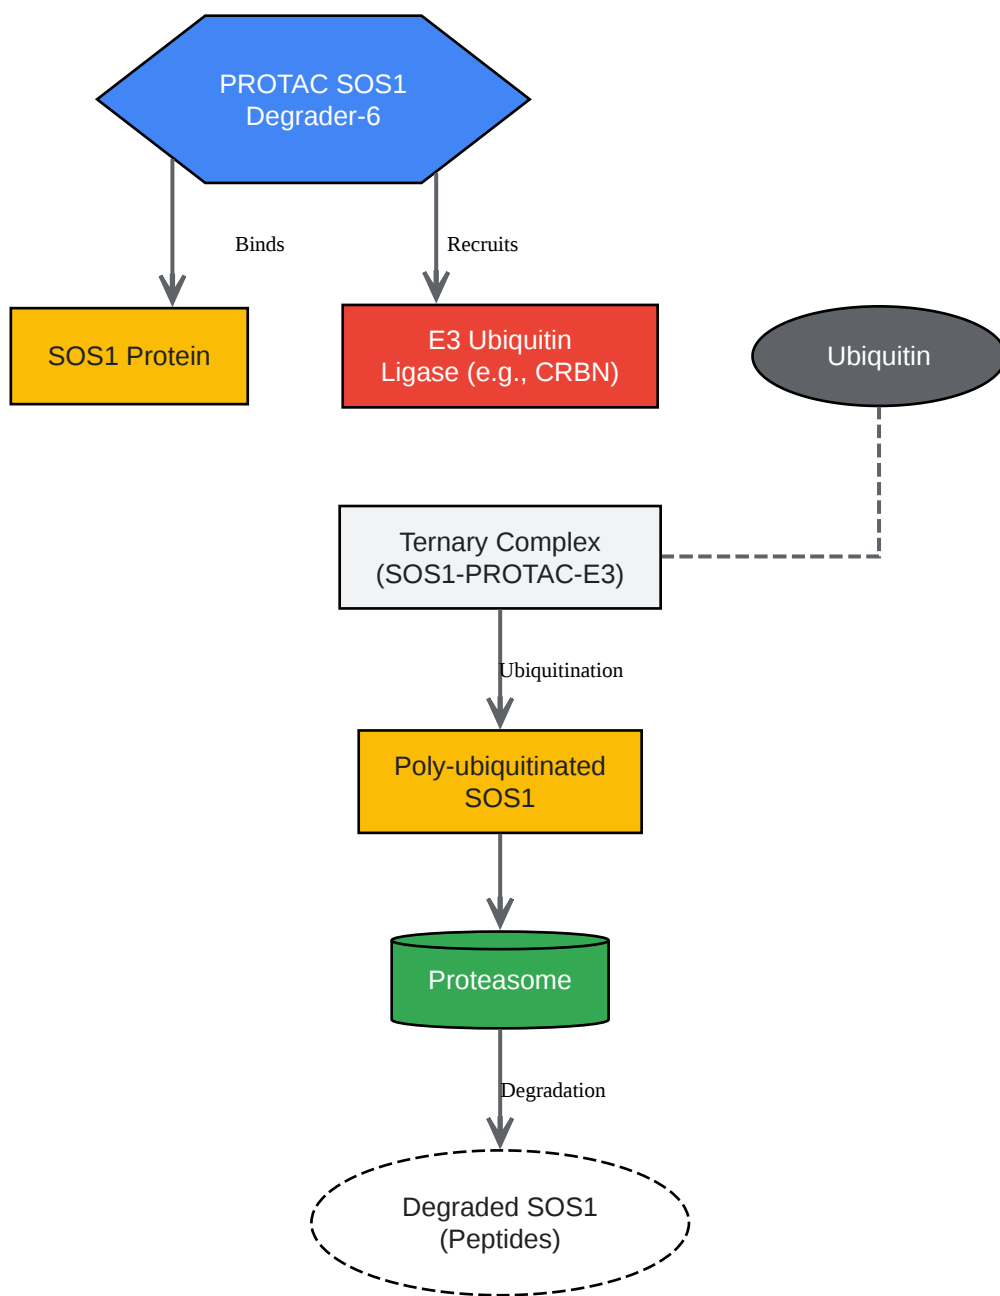 PROTAC SOS1
Degrader-6
Binds
Recruits
SOS1 Protein
E3 Ubiquitin
Ligase (e.g., CRBN)
Ubiquitin
Ternary Complex
(SOS1-PROTAC-E3)
Ubiquitination
Poly-ubiquitinated
SOS1
Proteasome
Degradation
Degraded SOS1
(Peptides)